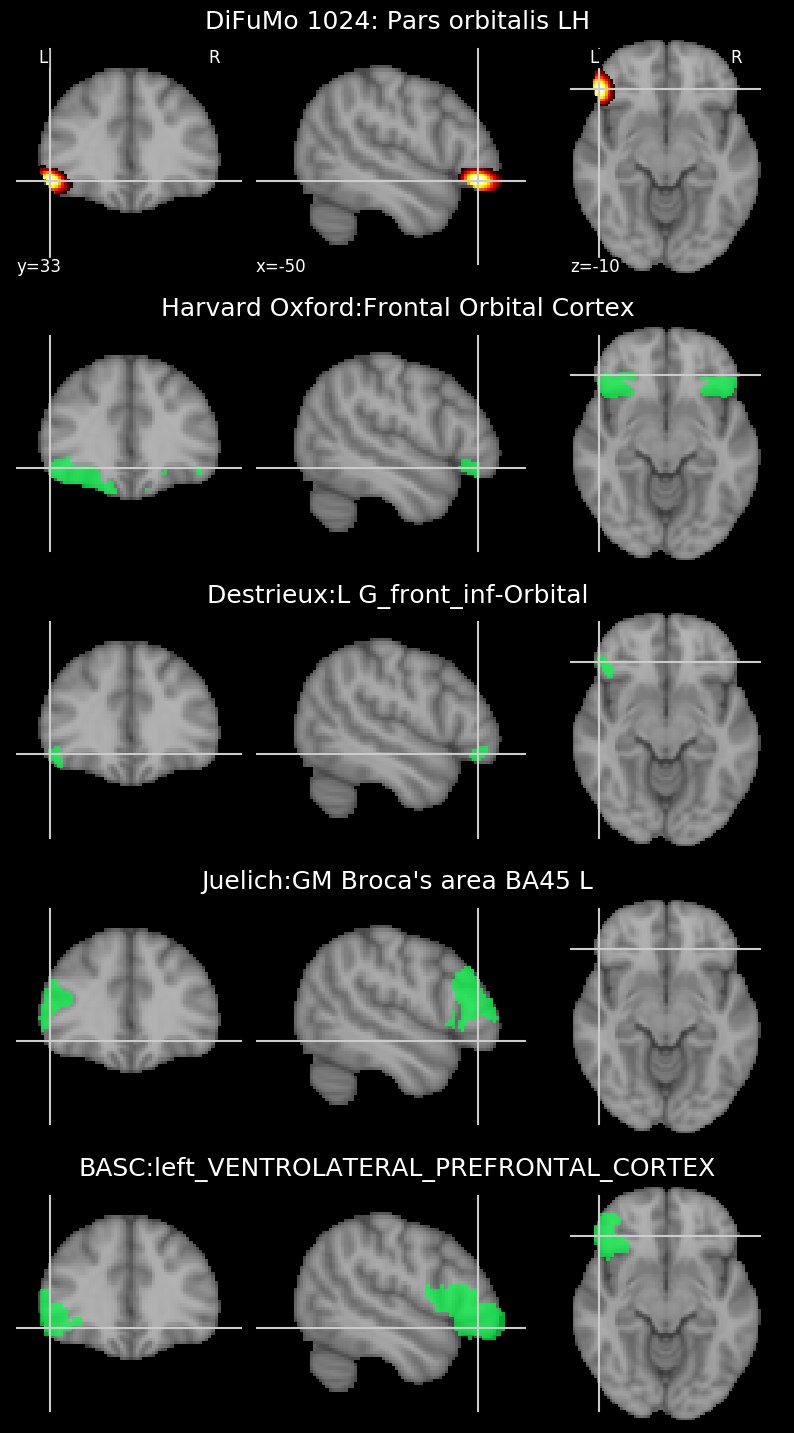 DiFuMo 1024: Pars orbitalis LH
L R L R
y=33 x=-50 z=-10
Harvard Oxford:Frontal Orbital Cortex
Destrieux:L G_front_inf-Orbital
Juelich:GM Broca's area BA45 L
BASC:left_VENTROLATERAL_PREFRONTAL_CORTEX